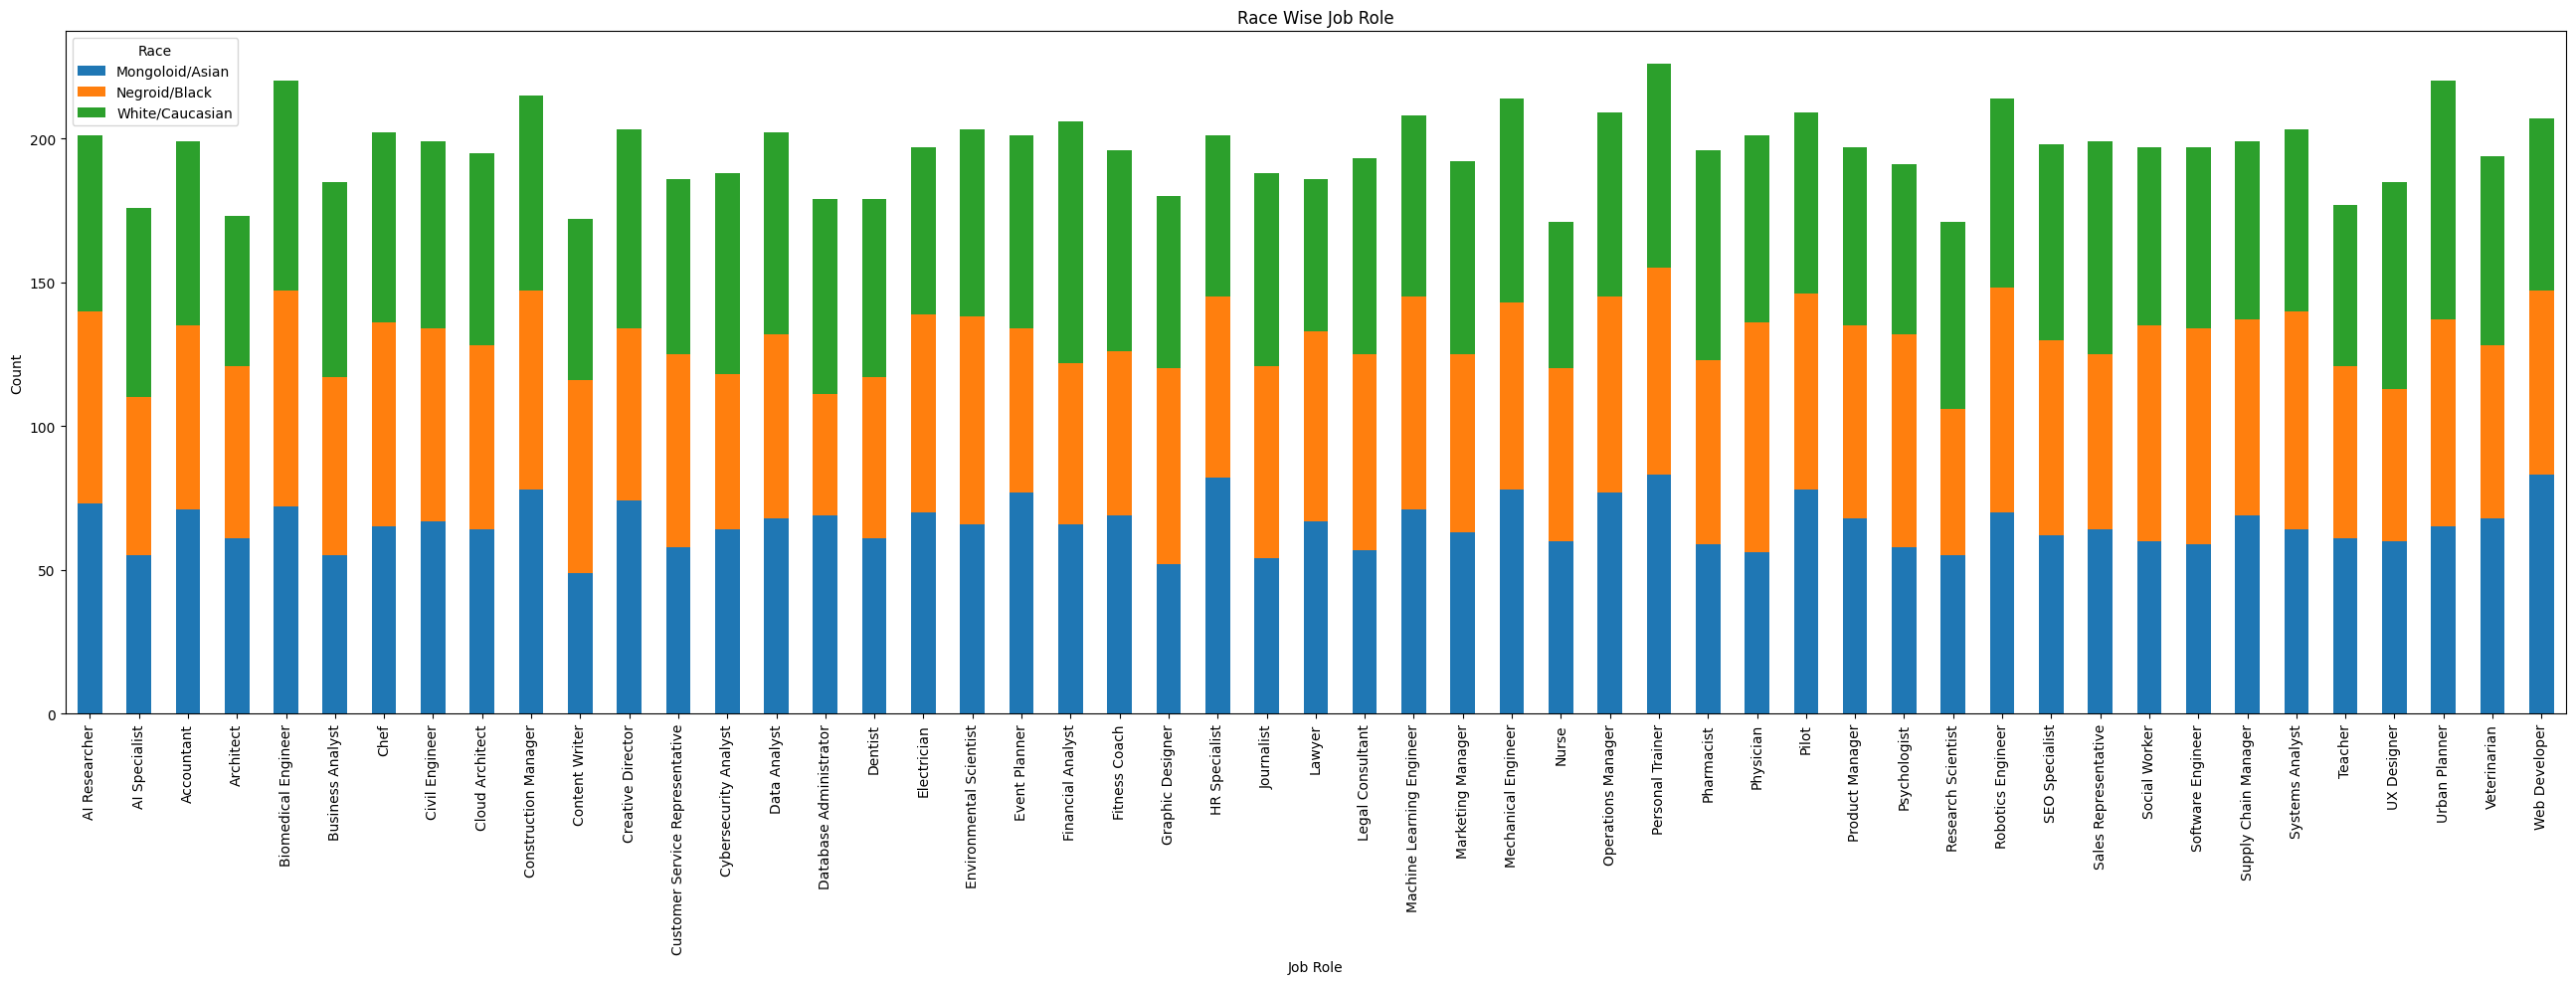 Race Wise Job Role
Race
Mongoloid/Asian
Negroid/Black
White/Caucasian
Count
200
150
100
50
0
AI Researcher
AI Specialist
Accountant
Architect
Biomedical Engineer
Business Analyst
Chef
Civil Engineer
Cloud Architect
Construction Manager
Content Writer
Creative Director
Customer Service Representative
Cybersecurity Analyst
Data Analyst
Database Administrator
Dentist
Electrician
Environmental Scientist
Event Planner
Financial Analyst
Fitness Coach
Graphic Designer
HR Specialist
Journalist
Lawyer
Legal Consultant
Machine Learning Engineer
Marketing Manager
Mechanical Engineer
Nurse
Operations Manager
Personal Trainer
Pharmacist
Physician
Pilot
Product Manager
Psychologist
Research Scientist
Robotics Engineer
SEO Specialist
Sales Representative
Social Worker
Software Engineer
Supply Chain Manager
Systems Analyst
Teacher
UX Designer
Urban Planner
Veterinarian
Web Developer
Job Role